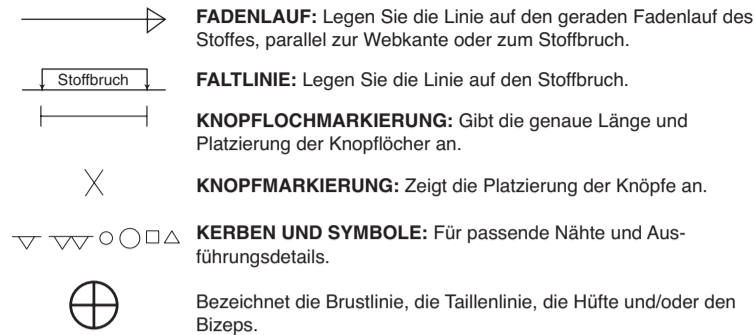 FADENLAUF: Legen Sie die Linie auf den geraden Fadenlauf des
Stoffes, parallel zur Webkante oder zum Stoffbruch.
Stoffbruch
FALTLINIE: Legen Sie die Linie auf den Stoffbruch.
KNOPFLOCHMARKIERUNG: Gibt die genaue Länge und
Platzierung der Knopflöcher an.
KNOPFMARKIERUNG: Zeigt die Platzierung der Knöpfe an.
KERBEN UND SYMBOLE: Für passende Nähte und Aus-
führungsdetails.
Bezeichnet die Brustlinie, die Taillenlinie, die Hüfte und/oder den
Bizeps.